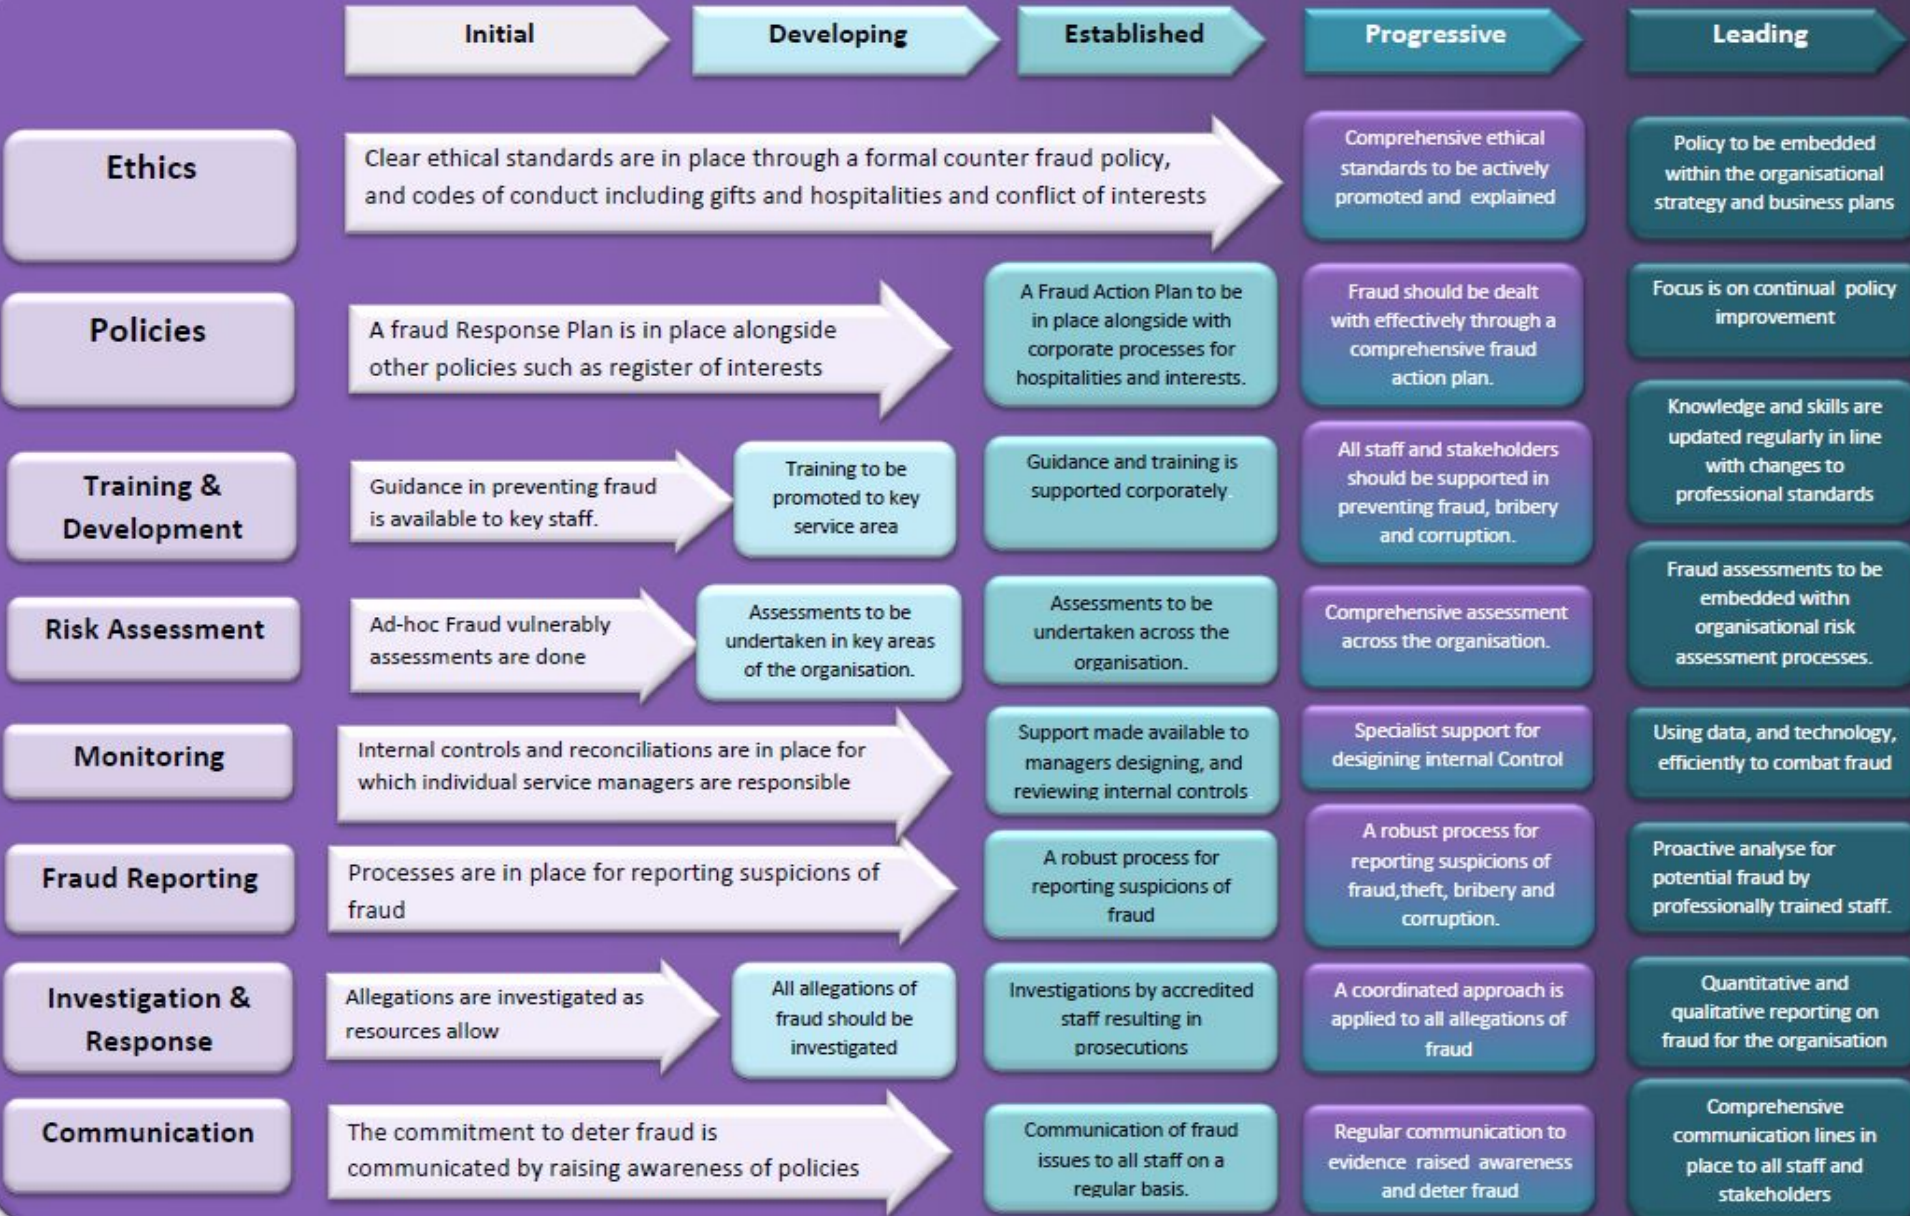 Initial
Developing
Established
Progressive
Leading
Ethics
Clear ethical standards are in place through a formal counter fraud policy,
and codes of conduct including gifts and hospitalities and conflict of interests
Comprehensive ethical
standards to be actively
promoted and explained
Policy to be embedded
within the organisational
strategy and business plans
Policies
A fraud Response Plan is in place alongside
other policies such as register of interests
A Fraud Action Plan to be
in place alongside with
corporate processes for
hospitalities and interests.
Fraud should be dealt
with effectively through a
comprehensive fraud
action plan.
Focus is on continual policy
improvement
Training &
Development
Guidance in preventing fraud
is available to key staff.
Training to be
promoted to key
service area
Guidance and training is
supported corporately.
All staff and stakeholders
should be supported in
preventing fraud, bribery
and corruption.
Knowledge and skills are
updated regularly in line
with changes to
professional standards
Risk Assessment
Ad-hoc Fraud vulnerably
assessments are done
Assessments to be
undertaken in key areas
of the organisation.
Assessments to be
undertaken across the
organisation.
Comprehensive assessment
across the organisation.
Fraud assessments to be
embedded withn
organisational risk
assessment processes.
Monitoring
Internal controls and reconciliations are in place for
which individual service managers are responsible
Support made available to
managers designing, and
reviewing internal controls.
Specialist support for
desigining internal Control
Using data, and technology,
efficiently to combat fraud
Fraud Reporting
Processes are in place for reporting suspicions of
fraud
A robust process for
reporting suspicions of
fraud
A robust process for
reporting suspicions of
fraud,theft, bribery and
corruption.
Proactive analyse for
potential fraud by
professionally trained staff.
Investigation &
Response
Allegations are investigated as
resources allow
All allegations of
fraud should be
investigated
Investigations by accredited
staff resulting in
prosecutions
A coordinated approach is
applied to all allegations of
fraud
Quantitative and
qualitative reporting on
fraud for the organisation
Communication
The commitment to deter fraud is
communicated by raising awareness of policies
Communication of fraud
issues to all staff on a
regular basis.
Regular communication to
evidence raised awareness
and deter fraud
Comprehensive
communication lines in
place to all staff and
stakeholders